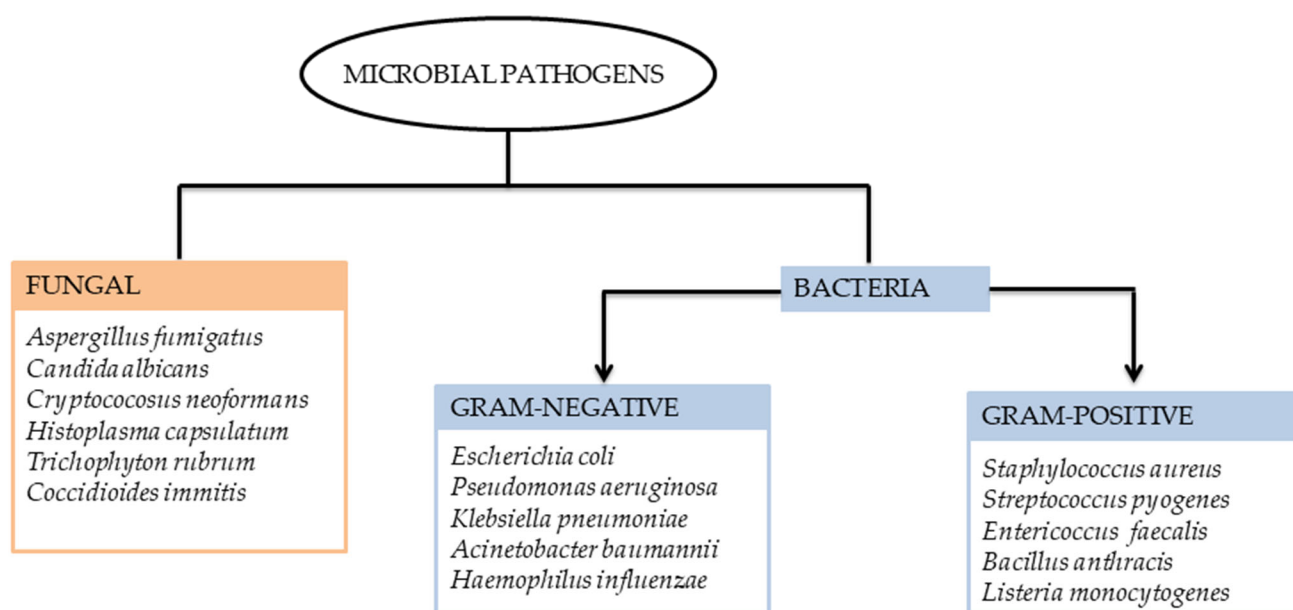 MICROBIAL PATHOGENS
FUNGAL
Aspergillus fumigatus
Candida albicans
Cryptococosus neoformans
Histoplasma capsulatum
Trichophyton rubrum
Coccidioides immitis
BACTERIA
GRAM-NEGATIVE
Escherichia coli
Pseudomonas aeruginosa
Klebsiella pneumoniae
Acinetobacter baumannii
Haemophilus influenzae
GRAM-POSITIVE
Staphylococcus aureus
Streptococcus pyogenes
Entericoccus faecalis
Bacillus anthracis
Listeria monocytogenes